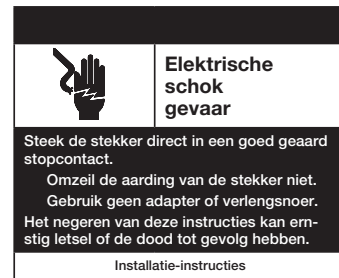 Elektrische
schok
gevaar
Steek de stekker direct in een goed geaard
stopcontact.
Omzeil de aarding van de stekker niet.
Gebruik geen adapter of verlengsnoer.
Het negeren van deze instructies kan ern-
stig letsel of de dood tot gevolg hebben.
Installatie-instructies